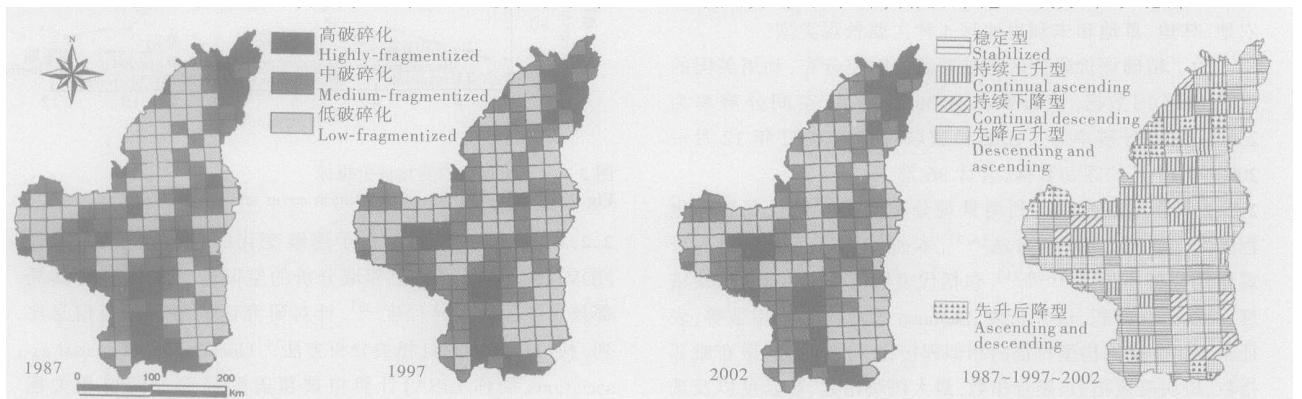 N
高破碎化
Highly-fragmentized
中破碎化
Medium-fragmentized
低破碎化
Low-fragmentized
稳定型
Stabilized
持续上升型
Continual ascending
持续下降型
Continual descending
先降后升型
Descending and
ascending
先升后降型
Ascending and
descending
1987
1997
2002
1987~1997~2002
0 100 200
Km